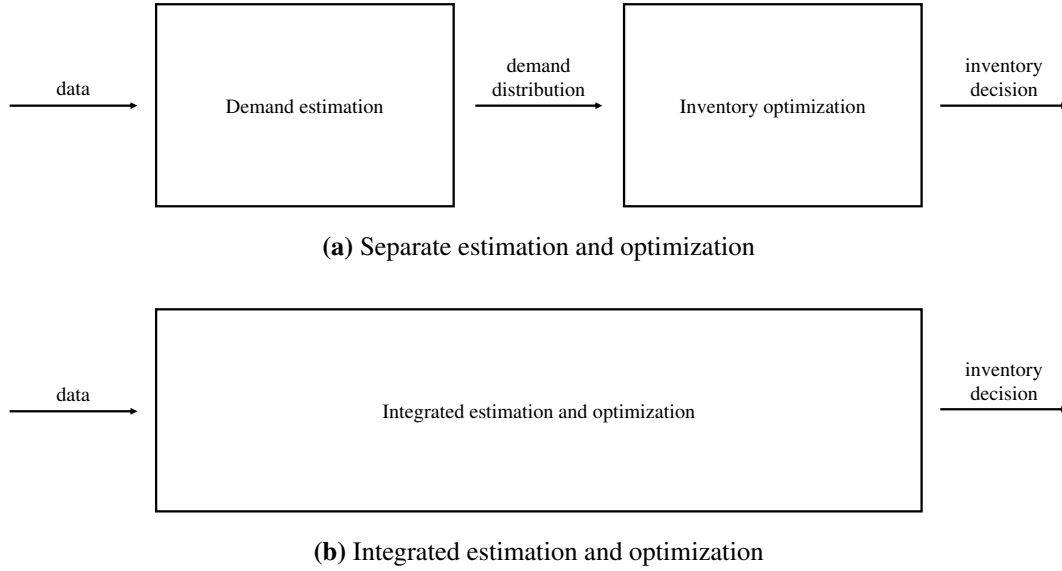 data
Demand estimation
demand
distribution
Inventory optimization
inventory
decision
(a) Separate estimation and optimization
data
Integrated estimation and optimization
inventory
decision
(b) Integrated estimation and optimization